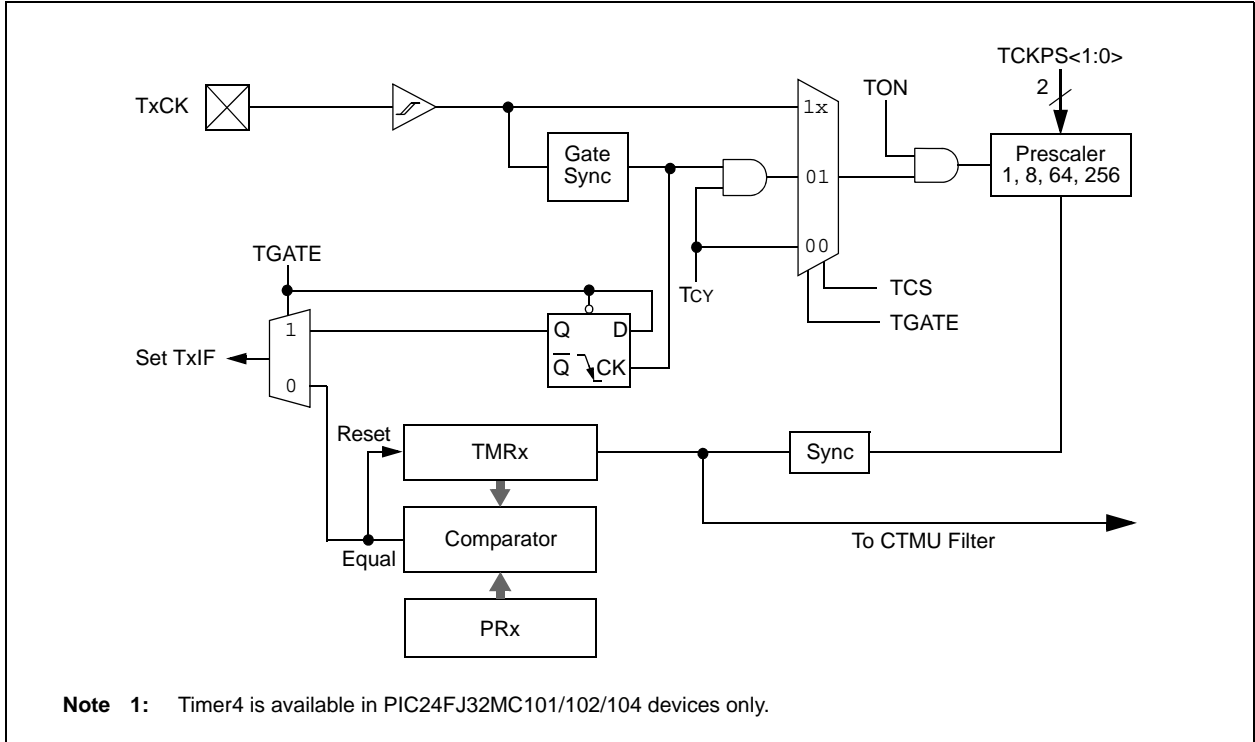 TCKPS<1:0>
2
TON
TxCK
1x
Prescaler
1, 8, 64, 256
Gate
Sync
01
00
TGATE
TCY
TCS
TGATE
1
Q D
Set TxIF
Q CK
0
Reset
TMRx
Sync
Comparator
Equal
To CTMU Filter
PRx
Note 1: Timer4 is available in PIC24FJ32MC101/102/104 devices only.